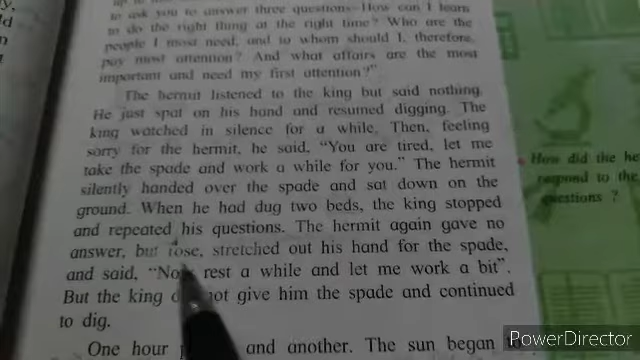 to ask you to answer three questions—How can I learn
to do the right thing at the right time? Who are the
people I most need, and to whom should I, therefore,
pay most attention? And what affairs are the most
important and need my first attention?"
The hermit listened to the king but said nothing.
He just spat on his hand and resumed digging. The
king watched in silence for a while. Then, feeling
sorry for the hermit, he said, "You are tired, let me
take the spade and work a while for you." The hermit
silently handed over the spade and sat down on the
ground. When he had dug two beds, the king stopped
and repeated his questions. The hermit again gave no
answer, but rose, stretched out his hand for the spade,
and said, "Now rest a while and let me work a bit".
But the king not give him the spade and continued
to dig.
One hour and another. The sun began
How did the he
respond to the
questions ?
PowerDirector